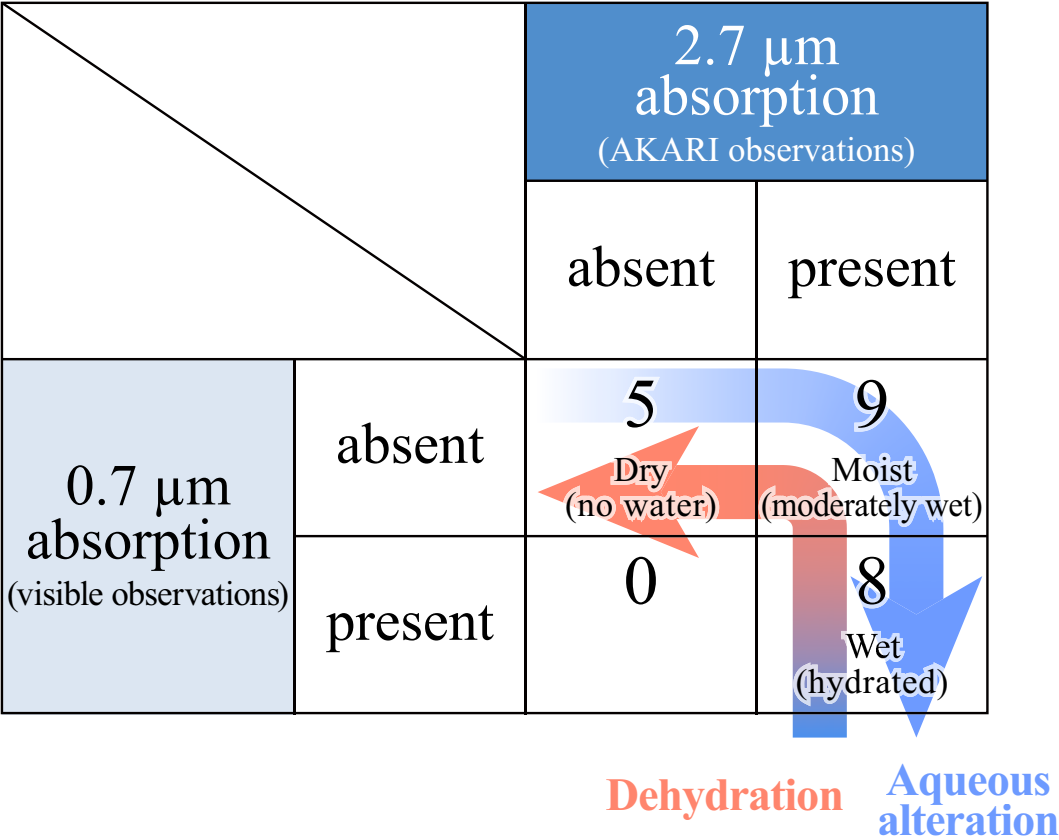 2.7 µm
absorption
(AKARI observations)
absent
present
0.7 µm
absorption
(visible observations)
absent
5
Dry
(no water)
9
Moist
(moderately wet)
present
0
8
Wet
(hydrated)
Dehydration
Aqueous
alteration